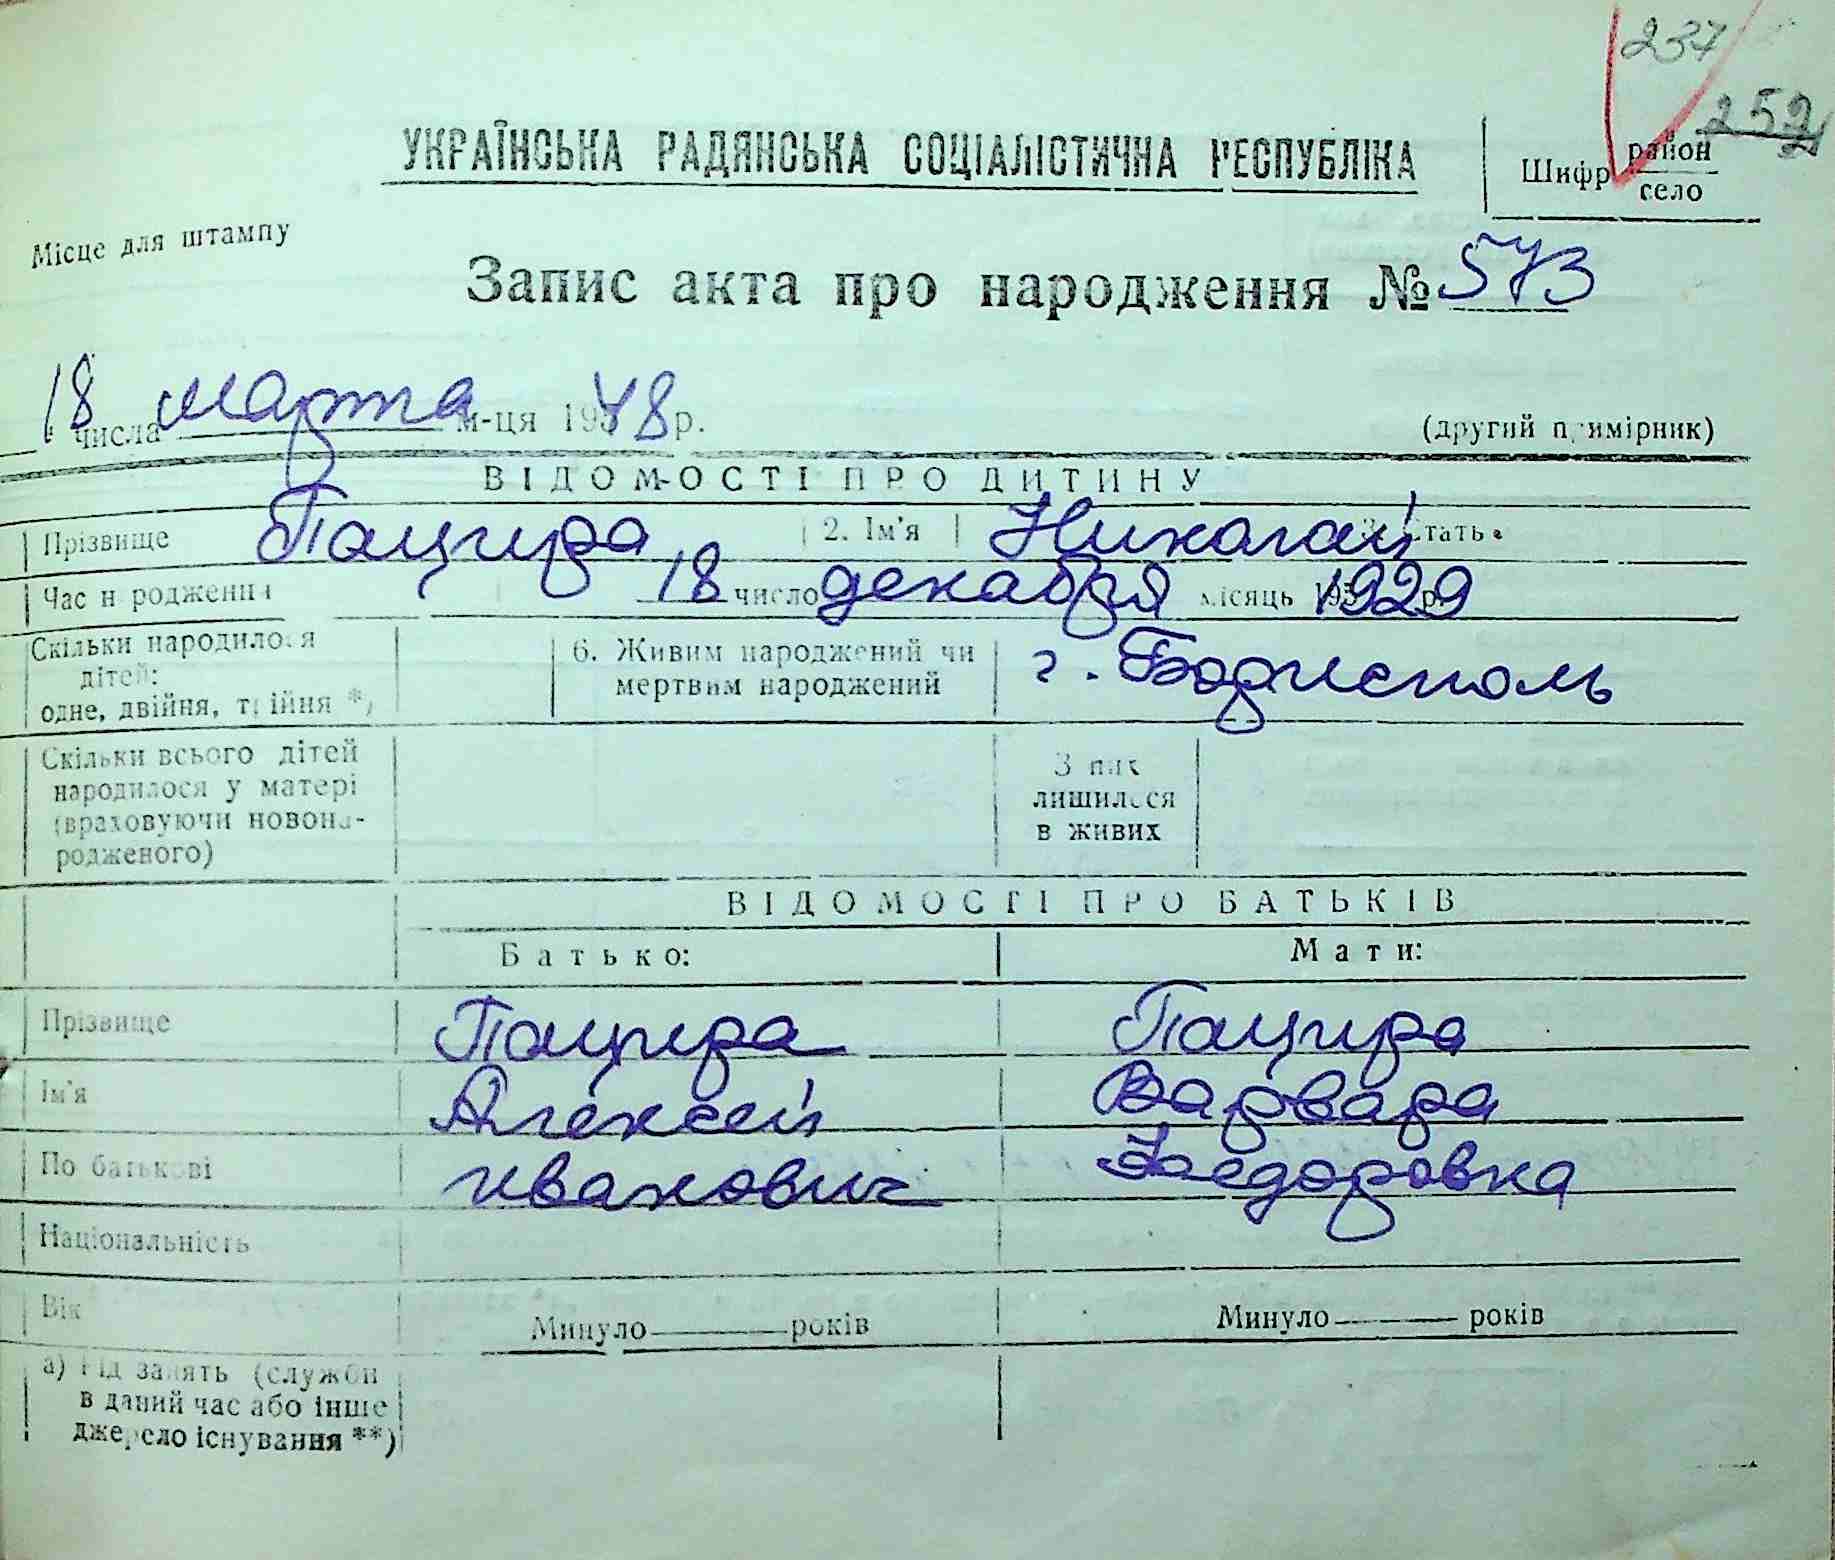 237
252
УКРАЇНСЬКА РАДЯНСЬКА СОЦІАЛІСТИЧНА РЕСПУБЛІКА
Шифр район
село
Місце для штампу
Запис акта про народження № 573
18 числа марта м-ця 1948 р.
(другий примірник)
ВІДОМОСТІ ПРО ДИТИНУ
Прізвище Пацира 2. Ім'я Николай 3. Стать
Час народження 18 число декабря місяць 1929 р.
Скільки народилося дітей: одне, двійня, трійня *)
6. Живим народжений чи мертвим народжений
г. Борисполь
Скільки всього дітей народилося у матері (враховуючи новонародженого)
З них лишилося в живих
ВІДОМОСТІ ПРО БАТЬКІВ
Батько: Мати:
Прізвище Пацира Пацира
Ім'я Алексей Варвара
По батькові Иванович Федоровна
Національність
Вік Минуло років Минуло років
а) Рід занять (служби в даний час або інше джерело існування **)